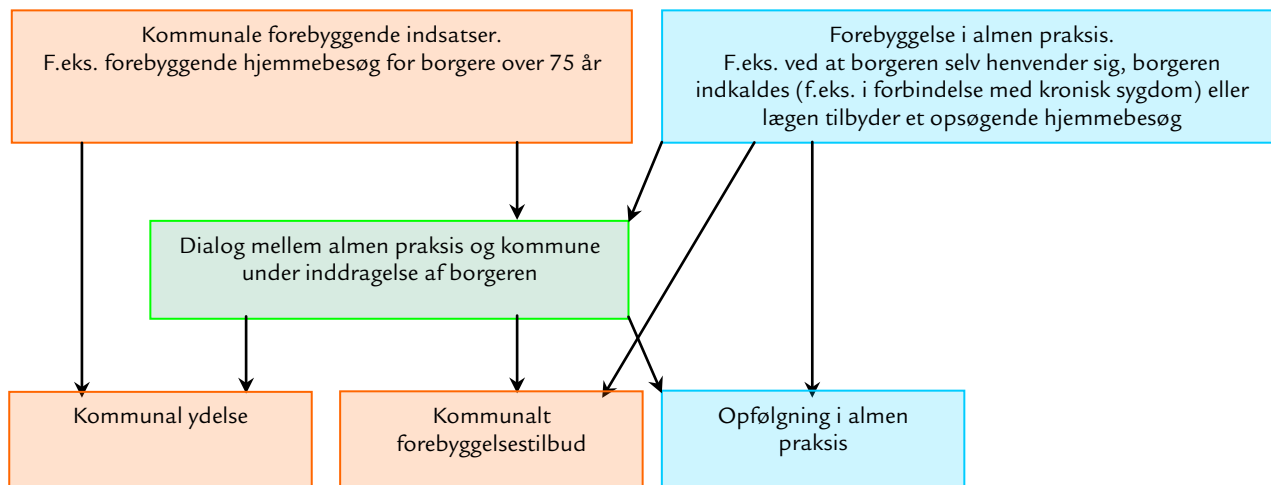 Kommunale forebyggende indsatser.
F.eks. forebyggende hjemmebesøg for borgere over 75 år
Forebyggelse i almen praksis.
F.eks. ved at borgeren selv henvender sig, borgeren
indkaldes (f.eks. i forbindelse med kronisk sygdom) eller
lægen tilbyder et opsøgende hjemmebesøg
Dialog mellem almen praksis og kommune
under inddragelse af borgeren
Kommunal ydelse
Kommunalt
forebyggelsestilbud
Opfølgning i almen
praksis